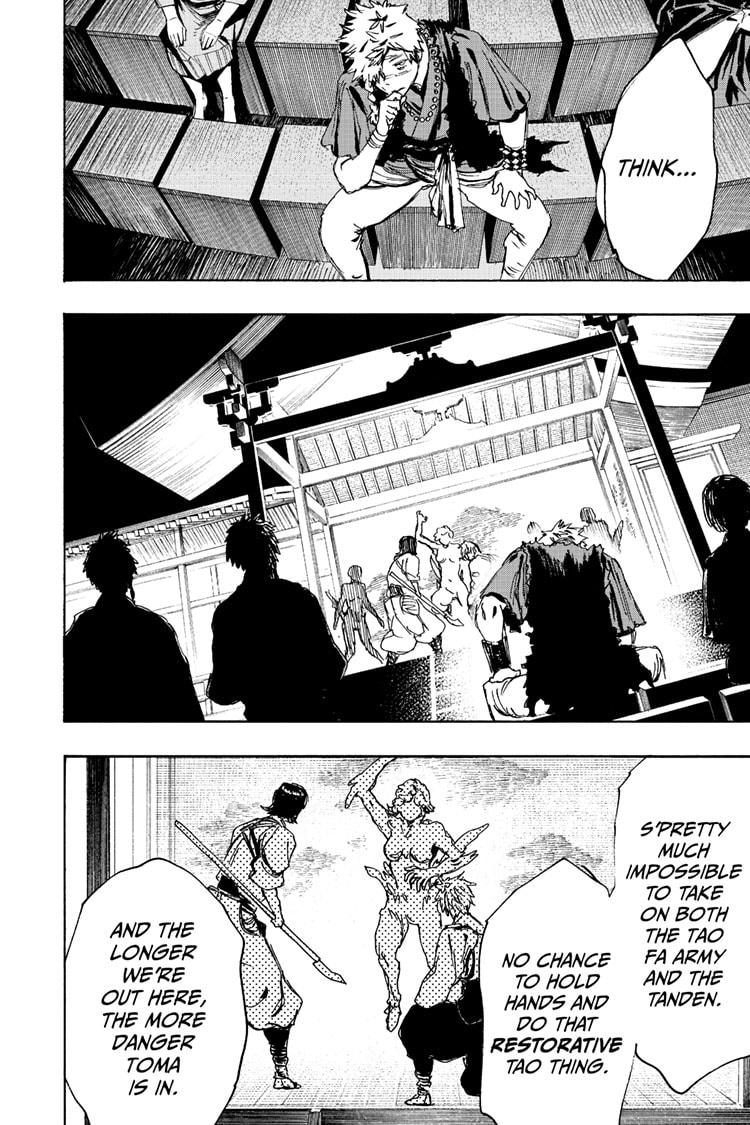 THINK...
S'PRETTY
MUCH
IMPOSSIBLE
TO TAKE
ON BOTH
THE TAO
FA ARMY
AND THE
TANDEN.
NO CHANCE
TO HOLD
HANDS AND
DO THAT
RESTORATIVE
TAO THING.
AND THE
LONGER
WE'RE
OUT HERE,
THE MORE
DANGER
TOMA
IS IN.